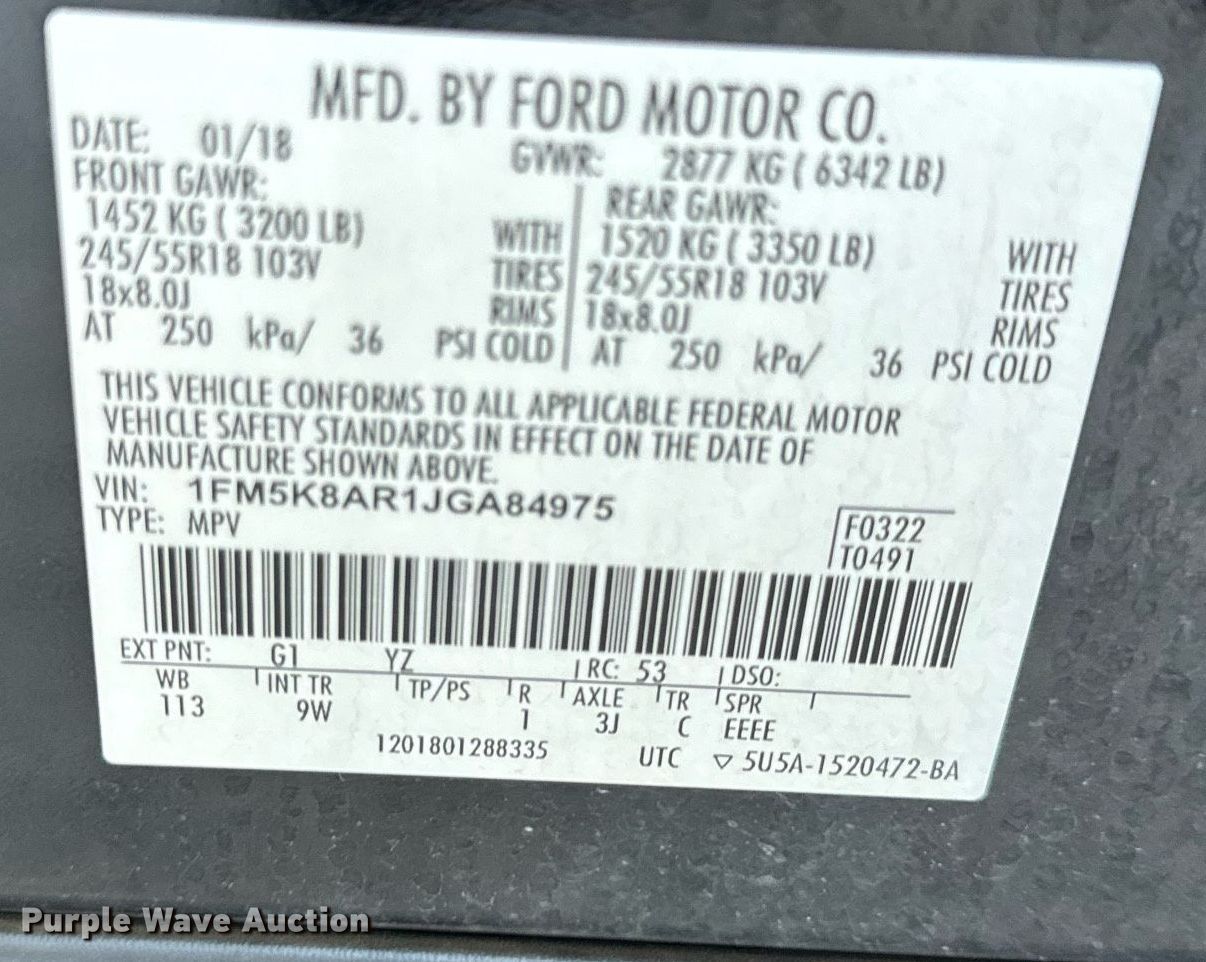 MFD. BY FORD MOTOR CO.
DATE: 01/18 GVWR: 2877 KG ( 6342 LB)
FRONT GAWR: REAR GAWR:
1452 KG ( 3200 LB) WITH 1520 KG ( 3350 LB) WITH
245/55R18 103V TIRES 245/55R18 103V TIRES
18x8.0J RIMS 18x8.0J RIMS
AT 250 kPa/ 36 PSI COLD AT 250 kPa/ 36 PSI COLD
THIS VEHICLE CONFORMS TO ALL APPLICABLE FEDERAL MOTOR
VEHICLE SAFETY STANDARDS IN EFFECT ON THE DATE OF
MANUFACTURE SHOWN ABOVE.
VIN: 1FM5K8AR1JGA84975
TYPE: MPV F0322
T0491
EXT PNT: G1 YZ RC: 53 DSO:
WB INT TR TP/PS R AXLE TR SPR
113 9W 1 3J C EEEE
1201801288335 UTC ▽ 5U5A-1520472-BA
Purple Wave Auction